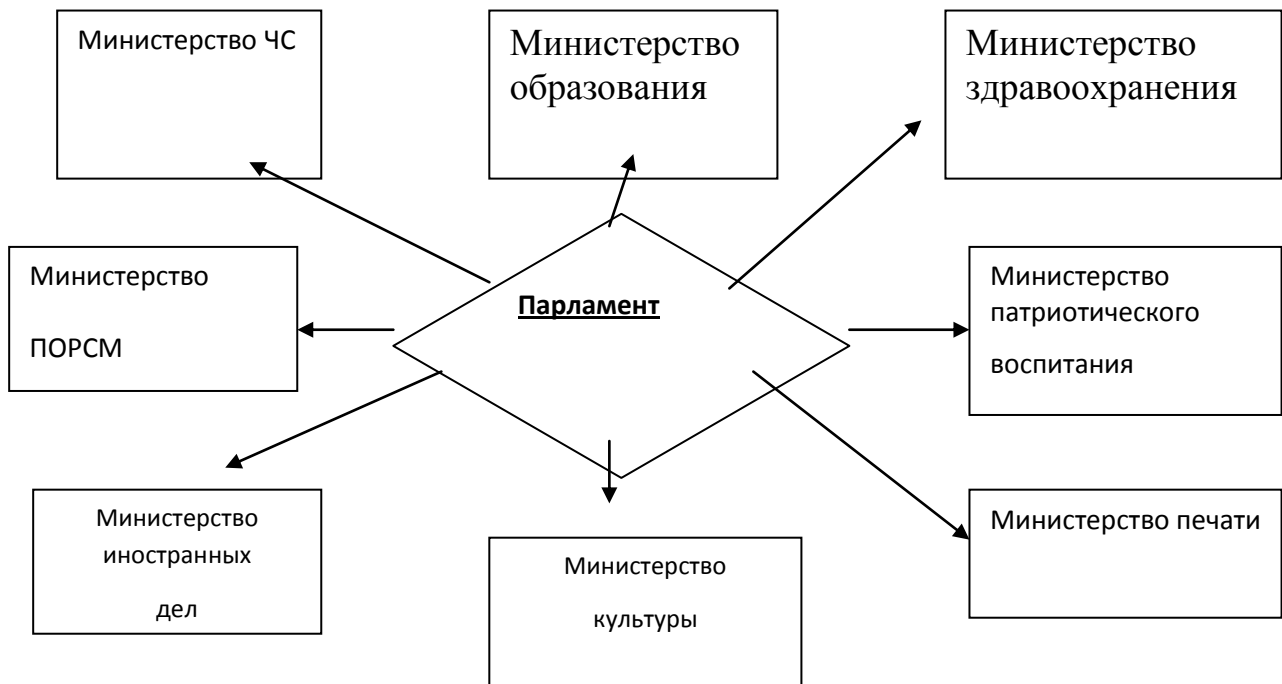 Министерство ЧС
Министерство
образования
Министерство
здравоохранения
Министерство
ПОРСМ
Парламент
Министерство
патриотического
воспитания
Министерство
иностранных
дел
Министерство
культуры
Министерство печати